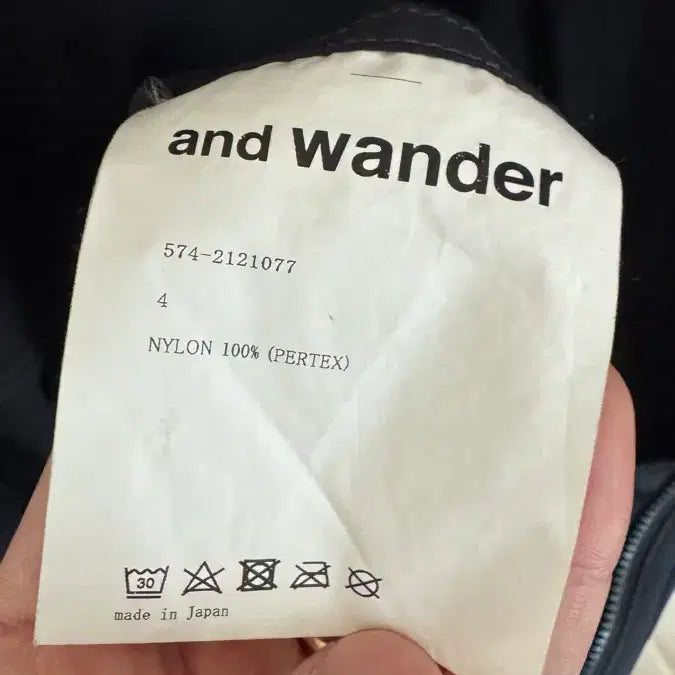 and wander
574-2121077
4
NYLON 100% (PERTEX)
30
made in Japan